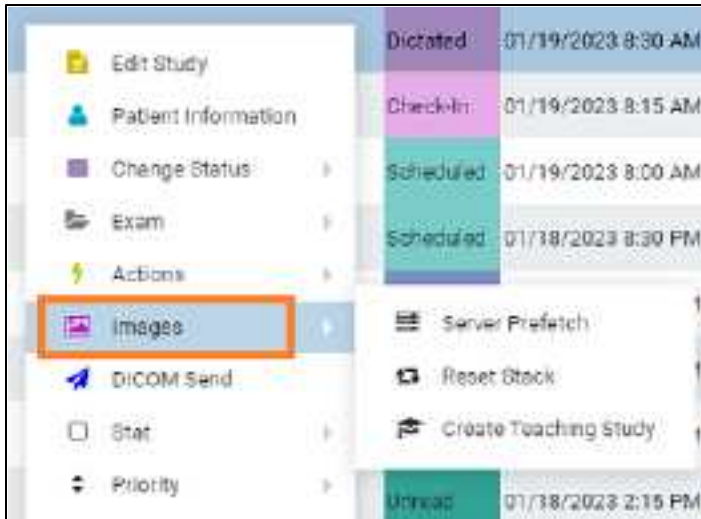 Edit Study
Patient Information
Change Status
Exam
Actions
Images
DICOM Send
Stat
Priority
Server Prefetch
Reset Stack
Create Teaching Study
Dictated 01/19/2023 8:30 AM
Check-In 01/19/2023 8:15 AM
Scheduled 01/19/2023 8:00 AM
Scheduled 01/18/2023 8:30 PM
Unread 01/18/2023 2:15 PM